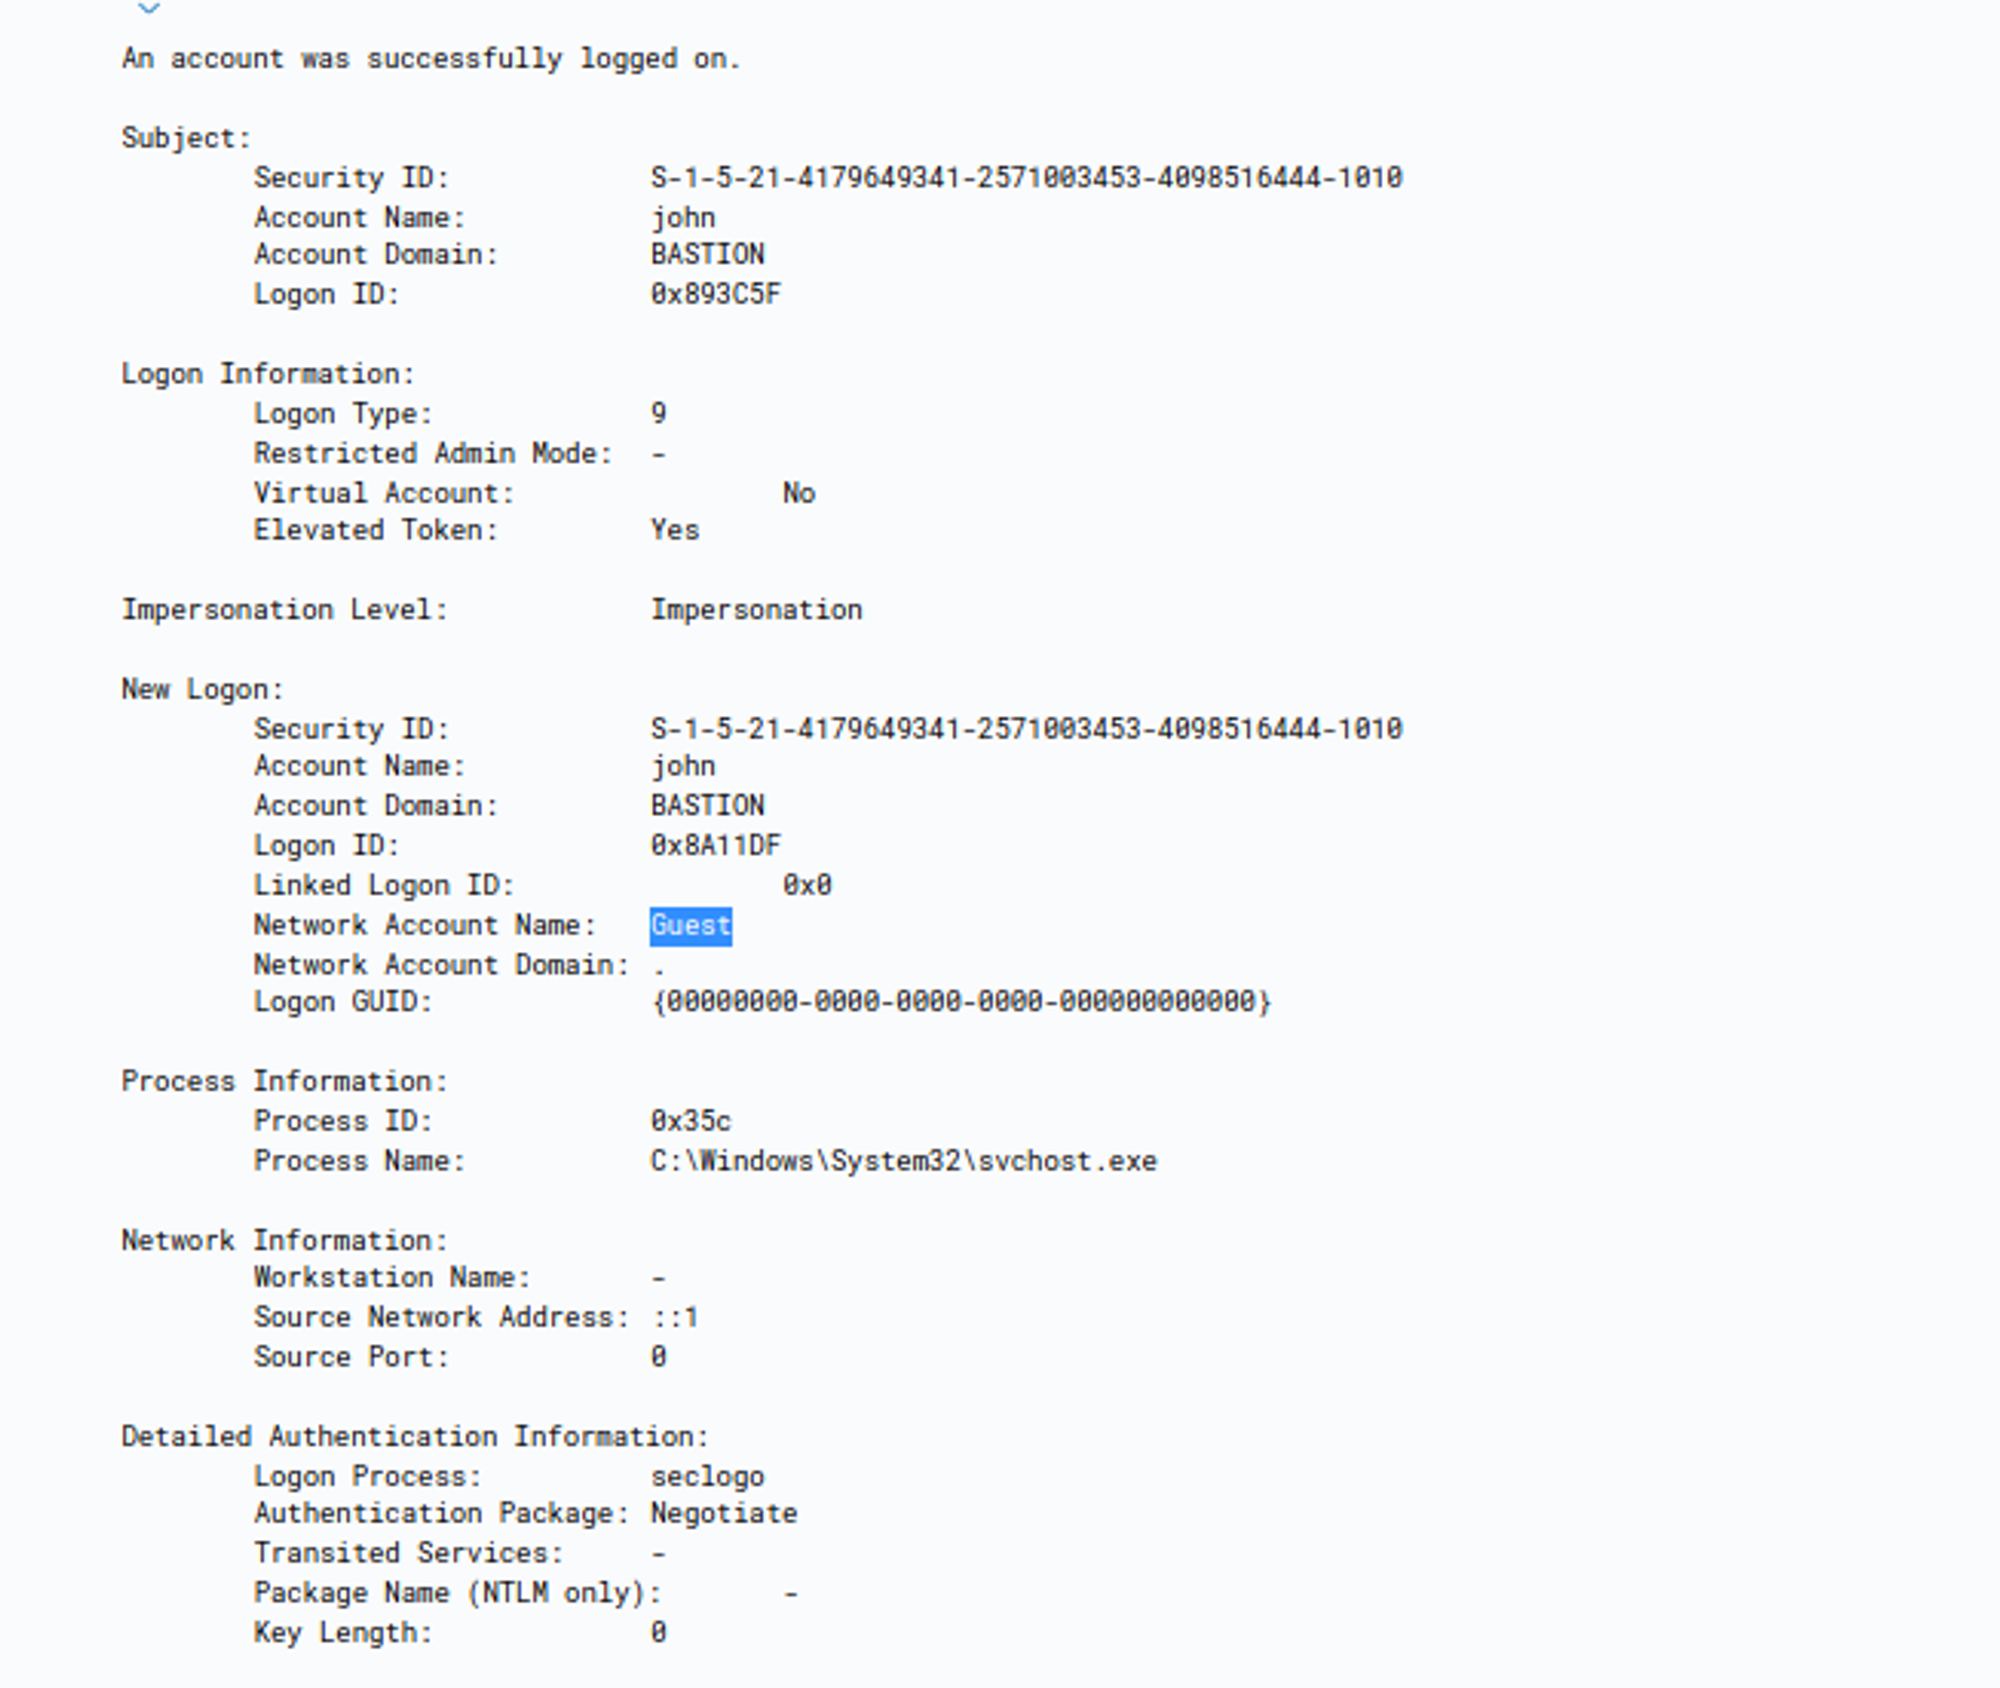 An account was successfully logged on.
Subject:
Security ID: S-1-5-21-4179649341-2571003453-4098516444-1010
Account Name: john
Account Domain: BASTION
Logon ID: 0x893C5F
Logon Information:
Logon Type: 9
Restricted Admin Mode: -
Virtual Account: No
Elevated Token: Yes
Impersonation Level: Impersonation
New Logon:
Security ID: S-1-5-21-4179649341-2571003453-4098516444-1010
Account Name: john
Account Domain: BASTION
Logon ID: 0x8A11DF
Linked Logon ID: 0x0
Network Account Name: Guest
Network Account Domain: .
Logon GUID: {00000000-0000-0000-0000-000000000000}
Process Information:
Process ID: 0x35c
Process Name: C:\Windows\System32\svchost.exe
Network Information:
Workstation Name: -
Source Network Address: ::1
Source Port: 0
Detailed Authentication Information:
Logon Process: seclogo
Authentication Package: Negotiate
Transited Services: -
Package Name (NTLM only): -
Key Length: 0